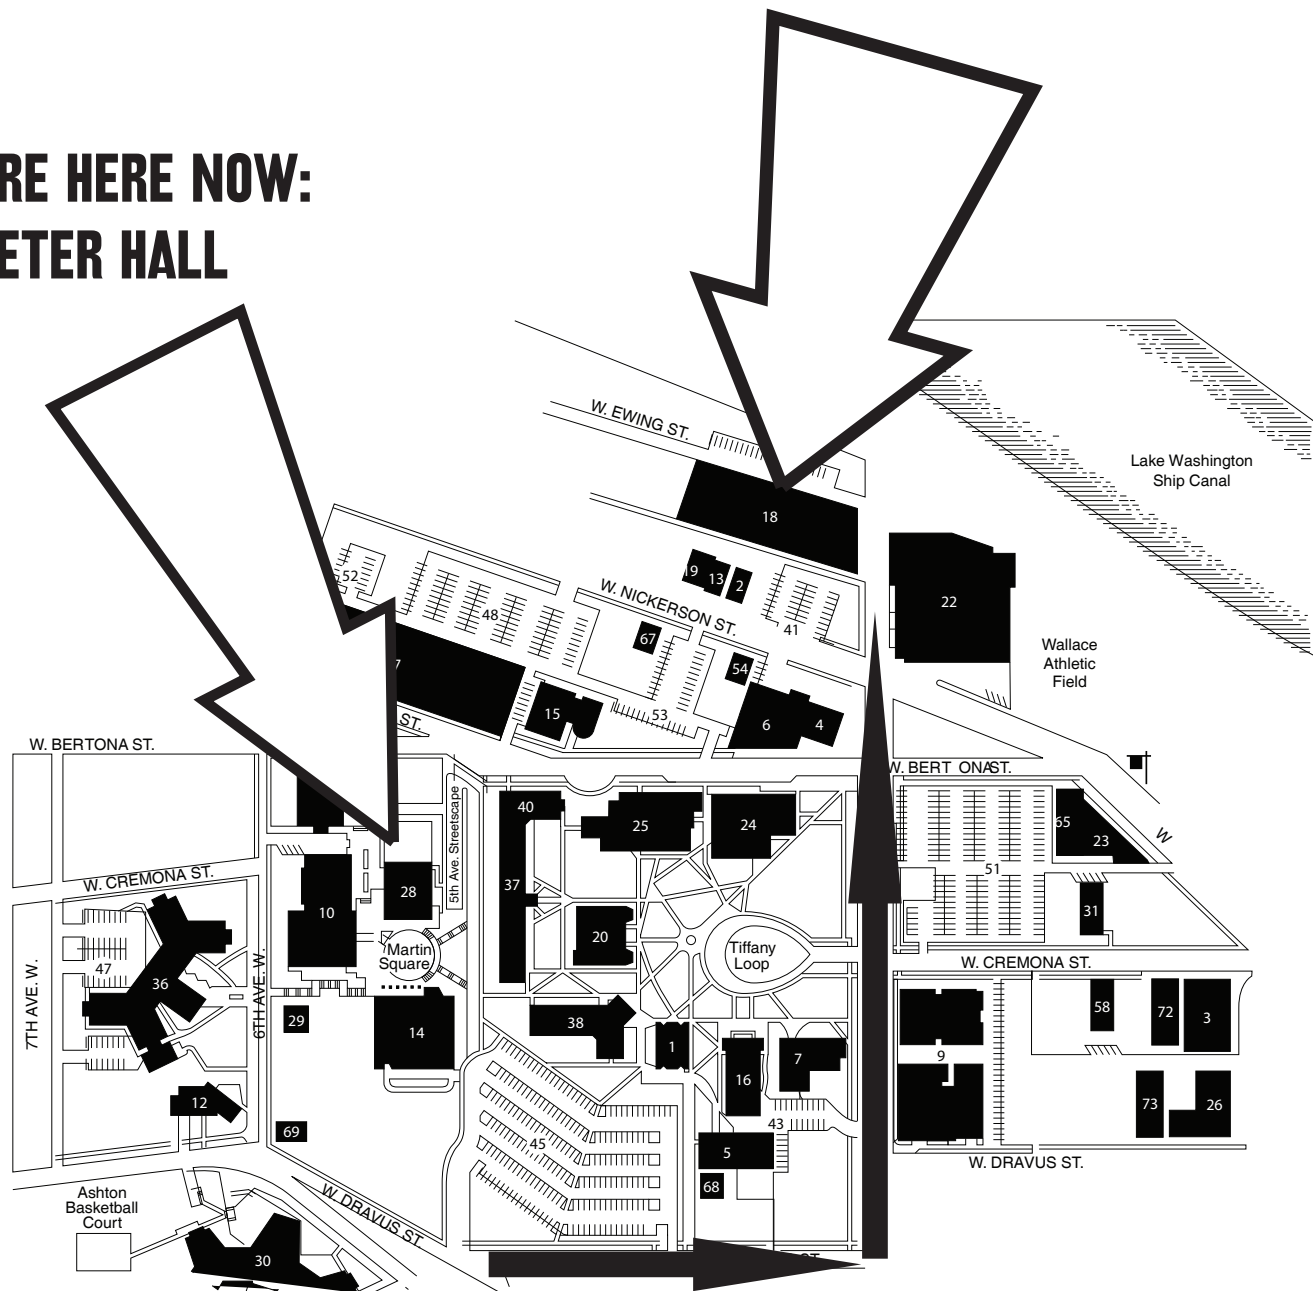 RE HERE NOW:
ETER HALL
W. EWING ST.
Lake Washington
Ship Canal
18
52
48
W. NICKERSON ST.
19
13
2
41
22
Wallace
Athletic
Field
67
54
7
ST.
15
53
6
4
W. BERTONA ST.
W. BERT ONA ST.
5th Ave. Streetscape
40
25
24
65
23
W
51
W. CREMONA ST.
28
37
10
20
31
47
36
Martin
Square
Tiffany
Loop
W. CREMONA ST.
7TH AVE. W.
6TH AVE. W.
29
14
38
1
16
7
9
58
72
3
12
69
45
43
5
68
73
26
W. DRAVUS ST.
Ashton
Basketball
Court
W. DRAVUS ST.
30
ST.